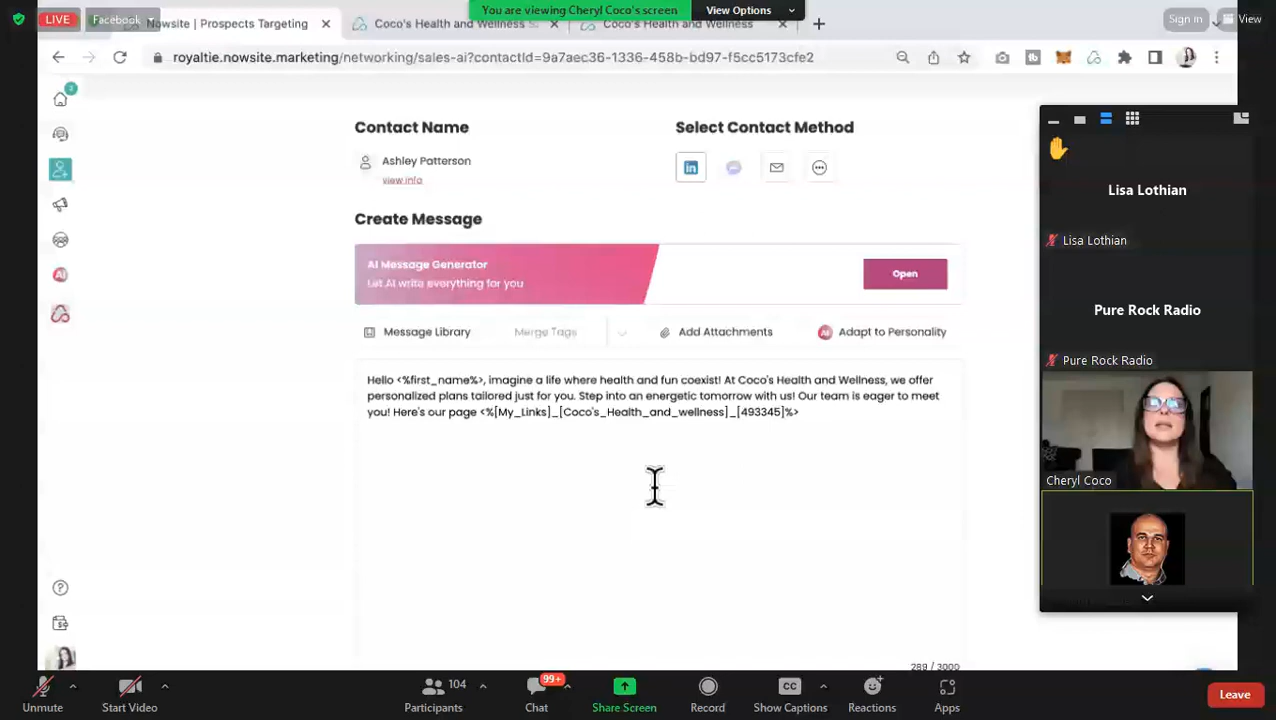 LIVE
Facebook
You are viewing Cheryl Coco's screen
View Options
Nowsite | Prospects Targeting
Coco's Health and Wellness S
Coco's Health and Wellness
Sign in
View
royaltie.nowsite.marketing/networking/sales-ai?contactId=9a7aec36-1336-458b-bd97-f5cc5173cfe2
3
Contact Name
Select Contact Method
Ashley Patterson
view info
Create Message
AI Message Generator
Let AI write everything for you
Open
Message Library
Merge Tags
Add Attachments
AI
Adapt to Personality
Hello <%first_name%>, imagine a life where health and fun coexist! At Coco's Health and Wellness, we offer
personalized plans tailored just for you. Step into an energetic tomorrow with us! Our team is eager to meet
you! Here's our page <%[My_Links]_[Coco's_Health_and_wellness]_[493345]%>
289 / 3000
AI
Lisa Lothian
Lisa Lothian
Pure Rock Radio
Pure Rock Radio
Cheryl Coco
Unmute
Start Video
104
Participants
99+
Chat
Share Screen
Record
CC
Show Captions
Reactions
Apps
Leave